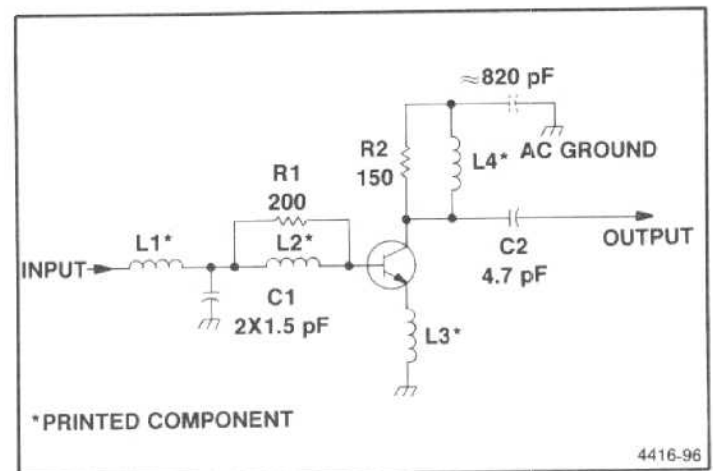 ≈820 pF
R2
150
L4*
AC GROUND
R1
200
L1*
L2*
C2
4.7 pF
OUTPUT
INPUT
C1
2X1.5 pF
L3*
*PRINTED COMPONENT
4416-96